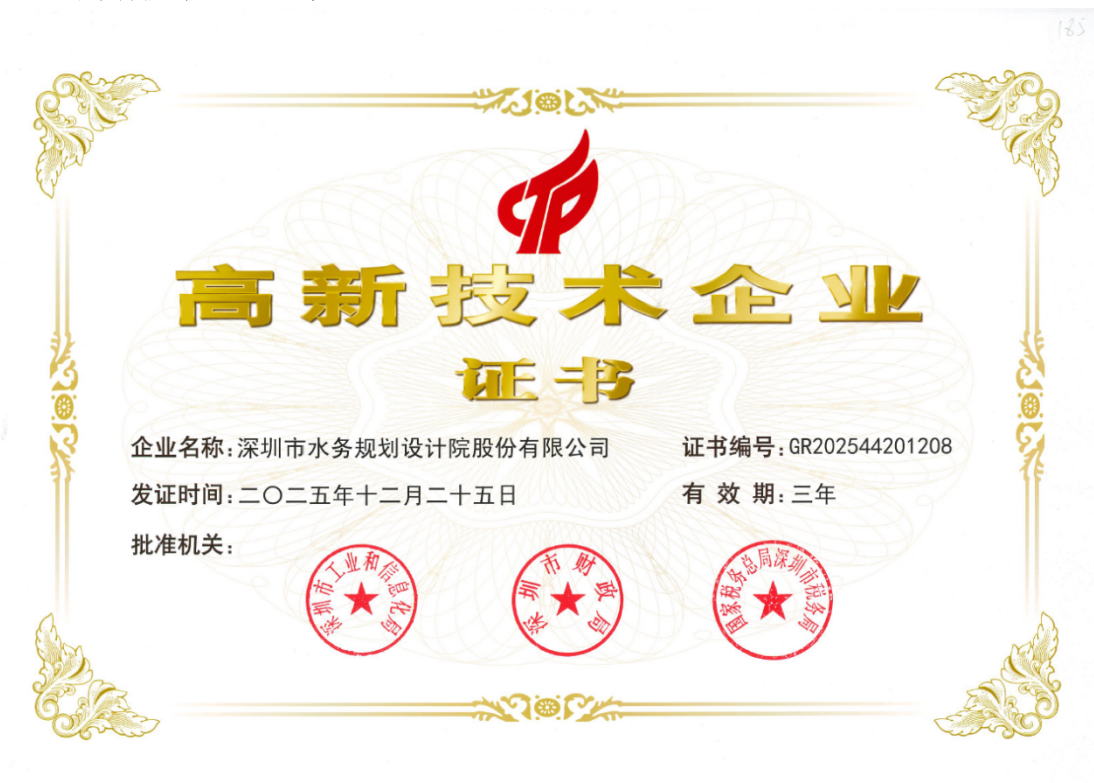 185
高新技术企业
证书
企业名称:深圳市水务规划设计院股份有限公司
证书编号:GR202544201208
发证时间:二〇二五年十二月二十五日
有效期:三年
批准机关:
深圳市工业和信息化局
深圳市财政局
国家税务总局深圳市税务局